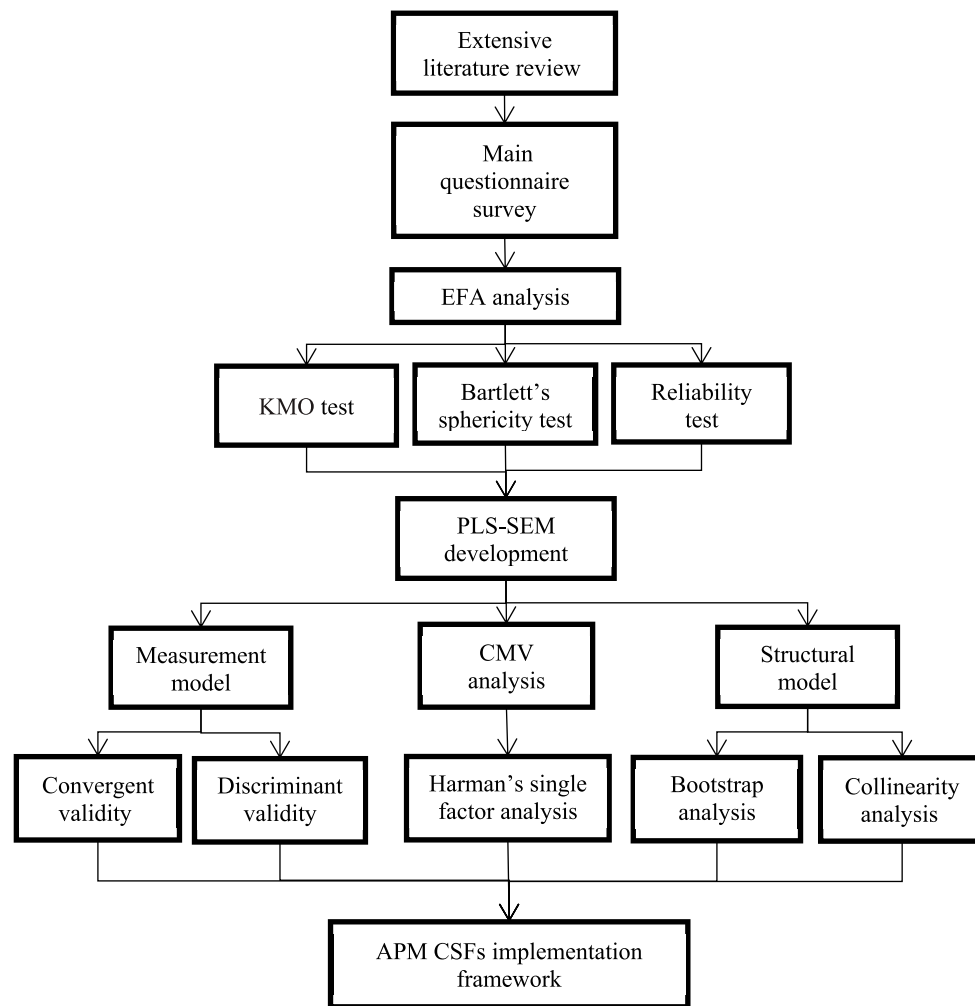 Extensive
literature review
Main
questionnaire
survey
EFA analysis
KMO test
Bartlett’s
sphericity test
Reliability
test
PLS-SEM
development
Measurement
model
CMV
analysis
Structural
model
Convergent
validity
Discriminant
validity
Harman’s single
factor analysis
Bootstrap
analysis
Collinearity
analysis
APM CSFs implementation
framework